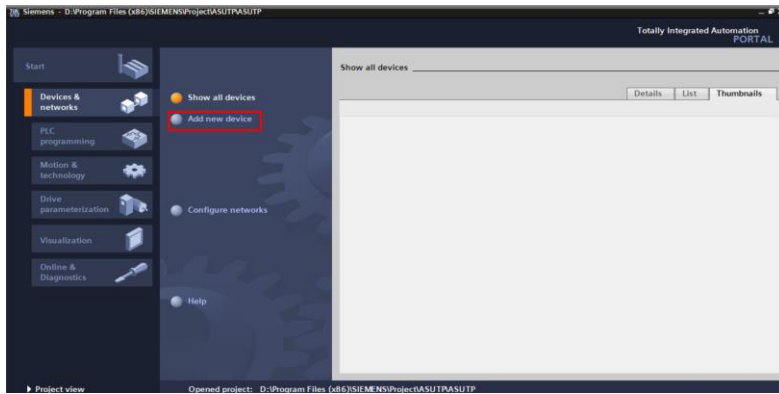 Siemens - D:\Program Files (x86)\SIEMENS\Project\ASUTP\ASUTP
Totally Integrated Automation
PORTAL
Start
Devices &
networks
PLC
programming
Motion &
technology
Drive
parameterization
Visualization
Online &
Diagnostics
Show all devices
Add new device
Configure networks
Help
Show all devices
Details List Thumbnails
Project view
Opened project: D:\Program Files (x86)\SIEMENS\Project\ASUTP\ASUTP